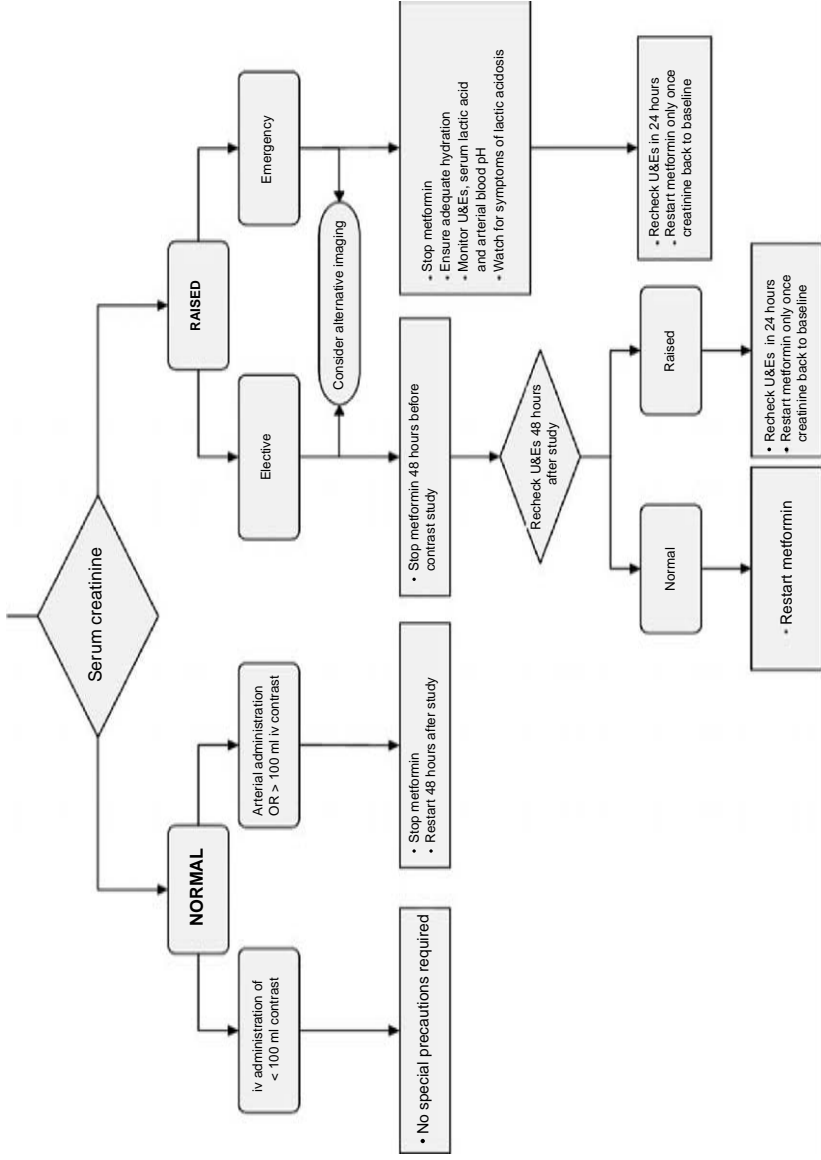 Serum creatinine
NORMAL
iv administration of
< 100 ml contrast
• No special precautions required
Arterial administration
OR > 100 ml iv contrast
• Stop metformin
• Restart 48 hours after study
RAISED
Elective
Consider alternative imaging
Emergency
• Stop metformin 48 hours before
contrast study
Recheck U&Es 48 hours
after study
Normal
• Restart metformin
Raised
• Recheck U&Es in 24 hours
• Restart metformin only once
creatinine back to baseline
• Stop metformin
• Ensure adequate hydration
• Monitor U&Es, serum lactic acid
and arterial blood pH
• Watch for symptoms of lactic acidosis
• Recheck U&Es in 24 hours
• Restart metformin only once
creatinine back to baseline